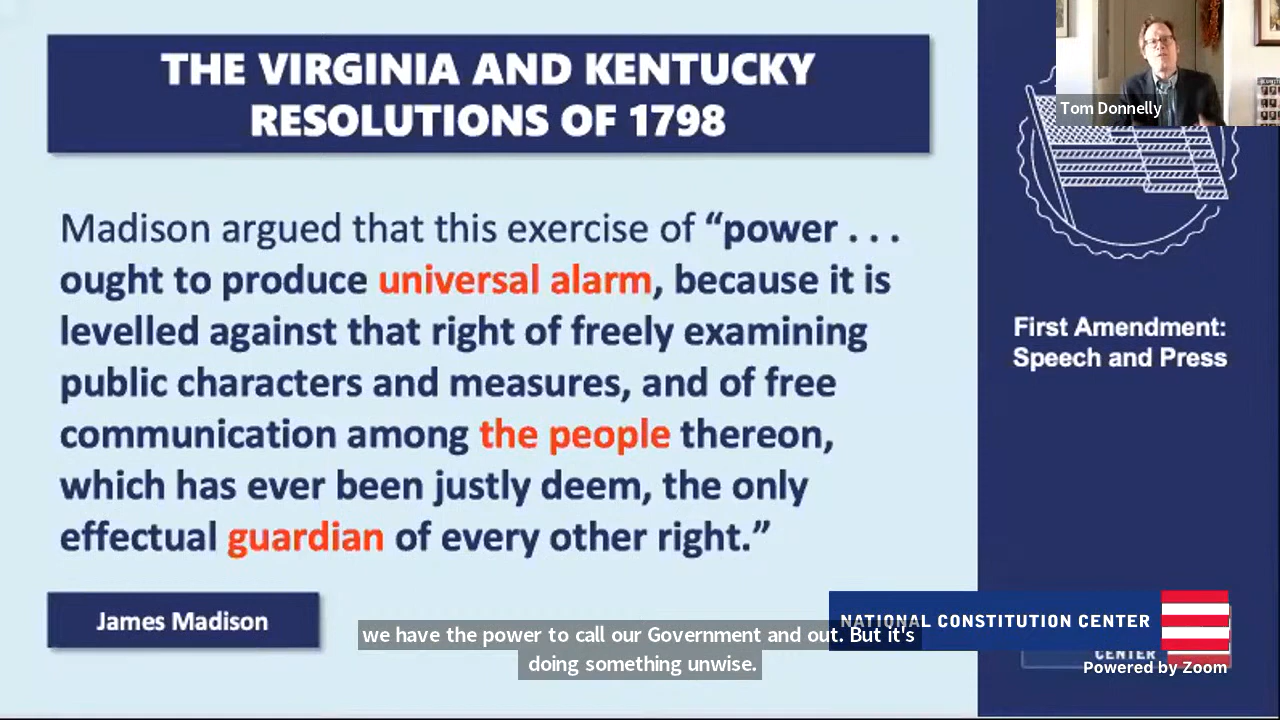 THE VIRGINIA AND KENTUCKY
RESOLUTIONS OF 1798
Tom Donnelly
Madison argued that this exercise of “power . . .
ought to produce universal alarm, because it is
levelled against that right of freely examining
public characters and measures, and of free
communication among the people thereon,
which has ever been justly deem, the only
effectual guardian of every other right.”
First Amendment:
Speech and Press
James Madison
NATIONAL CONSTITUTION CENTER
we have the power to call our Government and out. But it's
doing something unwise.
CENTER
Powered by Zoom